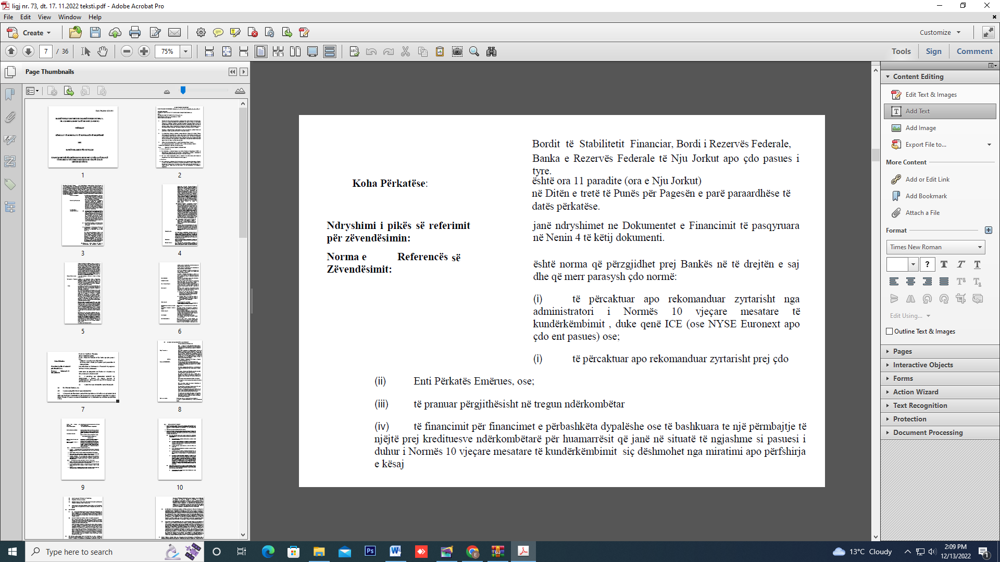 ligj nr. 73, dt. 17. 11.2022 teksti.pdf - Adobe Acrobat Pro
File Edit View Window Help
Create
Customize
7 / 36
75%
Tools Sign Comment
Page Thumbnails
1
2
3
4
5
6
7
8
9
10
Bordit të Stabilitetit Financiar, Bordi i Rezervës Federale,
Banka e Rezervës Federale të Nju Jorkut apo çdo pasues i
tyre.
Koha Përkatëse:
është ora 11 paradite (ora e Nju Jorkut)
në Ditën e tretë të Punës për Pagesën e parë paraardhëse të
datës përkatëse.
Ndryshimi i pikës së referimit
për zëvendësimin:
janë ndryshimet ne Dokumentet e Financimit të pasqyruara
në Nenin 4 të këtij dokumenti.
Norma e Referencës së
Zëvendësimit:
është norma që përzgjidhet prej Bankës në të drejtën e saj
dhe që merr parasysh çdo normë:
(i) të përcaktuar apo rekomanduar zyrtarisht nga
administratori i Normës 10 vjeçare mesatare të
kundërkëmbimit , duke qenë ICE (ose NYSE Euronext apo
çdo ent pasues) ose;
(i) të përcaktuar apo rekomanduar zyrtarisht prej çdo
(ii) Enti Përkatës Emërues, ose;
(iii) të pranuar përgjithësisht në tregun ndërkombëtar
(iv) të financimit për financimet e përbashkëta dypalëshe ose të bashkuara te një përmbajtje të
njëjtë prej kredituesve ndërkombëtarë për huamarrësit që janë në situatë të ngjashme si pasuesi i
duhur i Normës 10 vjeçare mesatare të kundërkëmbimit siç dëshmohet nga miratimi apo përfshirja
e kësaj
Content Editing
Edit Text & Images
Add Text
Add Image
Export File to...
More Content
Add or Edit Link
Add Bookmark
Attach a File
Format
Times New Roman
Edit Using...
Outline Text & Images
Pages
Interactive Objects
Forms
Action Wizard
Text Recognition
Protection
Document Processing
Type here to search
13°C Cloudy
2:09 PM
12/13/2022